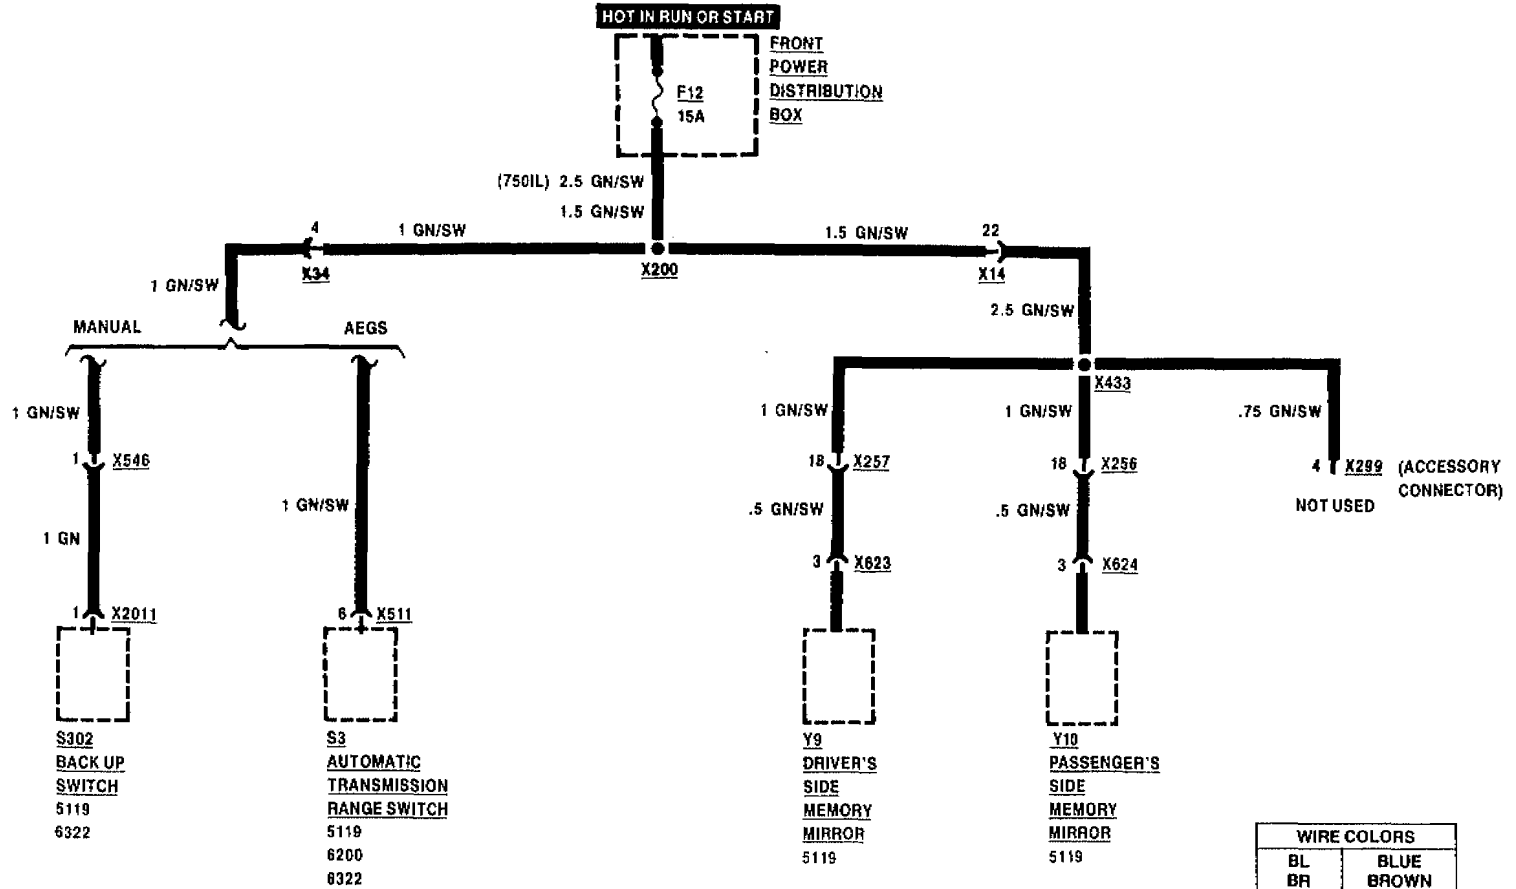 HOT IN RUN OR START
FRONT
POWER
DISTRIBUTION
BOX
F12
15A
(750IL) 2.5 GN/SW
1.5 GN/SW
4
1 GN/SW
X34
X200
1.5 GN/SW
22
X14
1 GN/SW
2.5 GN/SW
MANUAL
AEGS
X433
1 GN/SW
1 GN/SW
1 GN/SW
.75 GN/SW
1 X546
18 X257
18 X256
4 X299 (ACCESSORY
CONNECTOR)
NOT USED
1 GN/SW
.5 GN/SW
.5 GN/SW
1 GN
3 X623
3 X624
1 X2011
6 X511
S302
BACK UP
SWITCH
5119
6322
S3
AUTOMATIC
TRANSMISSION
RANGE SWITCH
5119
6200
6322
Y9
DRIVER'S
SIDE
MEMORY
MIRROR
5119
Y10
PASSENGER'S
SIDE
MEMORY
MIRROR
5119
WIRE COLORS
BL BLUE
BR BROWN